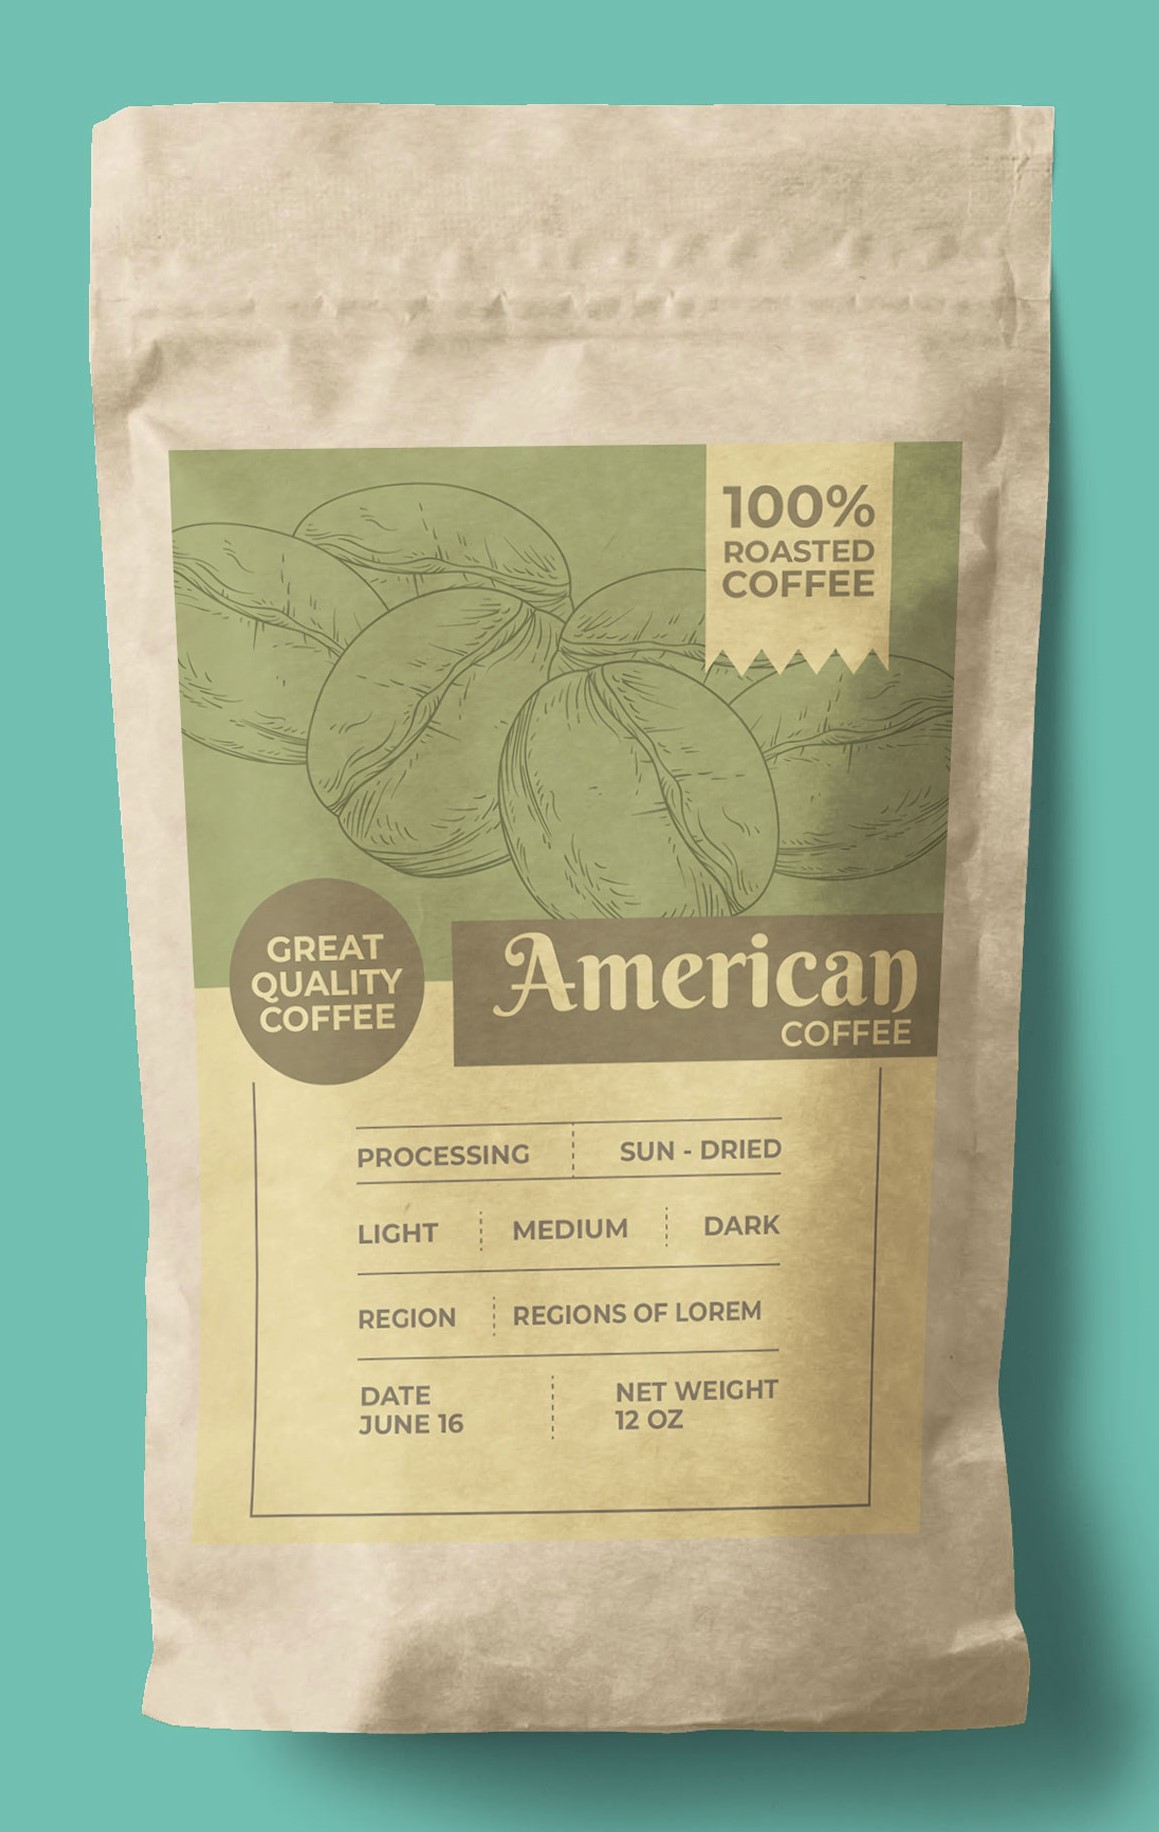 100%
ROASTED
COFFEE
GREAT
QUALITY
COFFEE
American
COFFEE
PROCESSING SUN - DRIED
LIGHT MEDIUM DARK
REGION REGIONS OF LOREM
DATE
JUNE 16
NET WEIGHT
12 OZ